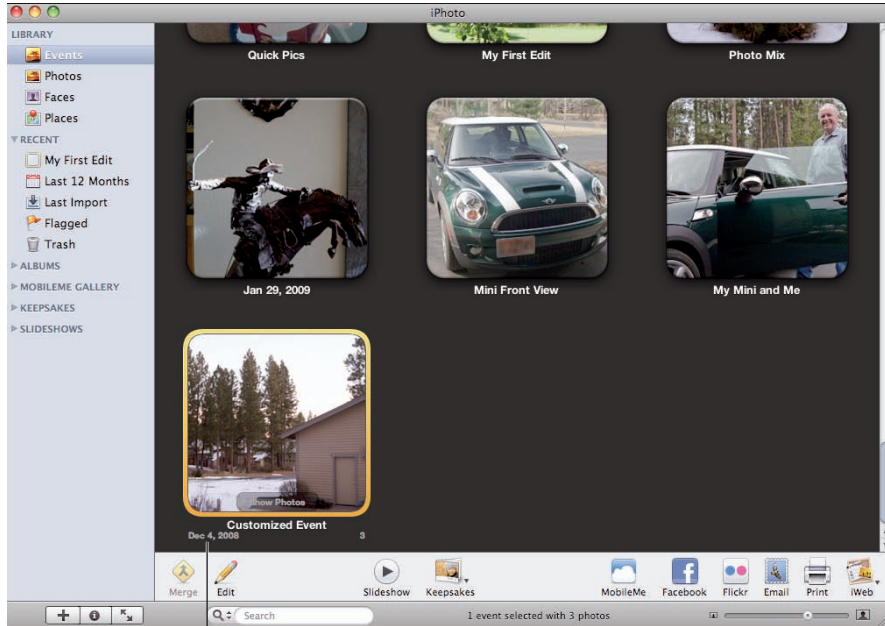 iPhoto
LIBRARY
Events
Photos
Faces
Places
RECENT
My First Edit
Last 12 Months
Last Import
Flagged
Trash
ALBUMS
MOBILEME GALLERY
KEEPSAKES
SLIDESHOWS
Quick Pics
My First Edit
Photo Mix
Jan 29, 2009
Mini Front View
My Mini and Me
Show Photos
Customized Event
Dec 4, 2008 3
Merge
Edit
Slideshow
Keepsakes
MobileMe
Facebook
Flickr
Email
Print
iWeb
Search
1 event selected with 3 photos